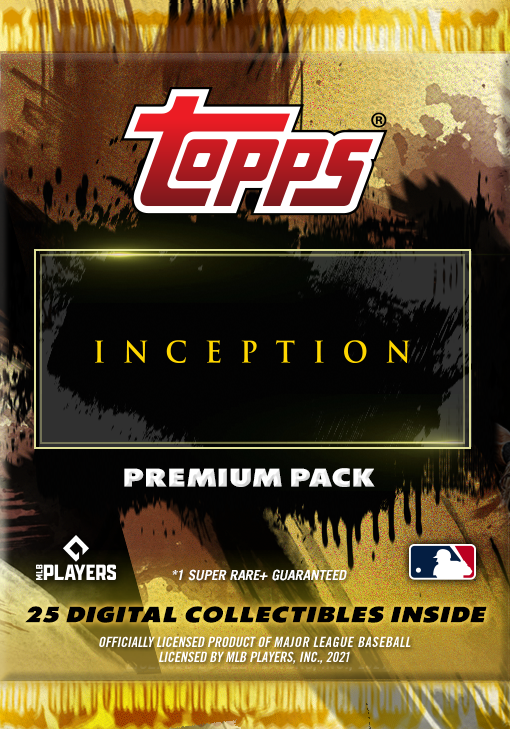 Topps®
INCEPTION
PREMIUM PACK
MLB PLAYERS
*1 SUPER RARE+ GUARANTEED
25 DIGITAL COLLECTIBLES INSIDE
OFFICIALLY LICENSED PRODUCT OF MAJOR LEAGUE BASEBALL
LICENSED BY MLB PLAYERS, INC., 2021